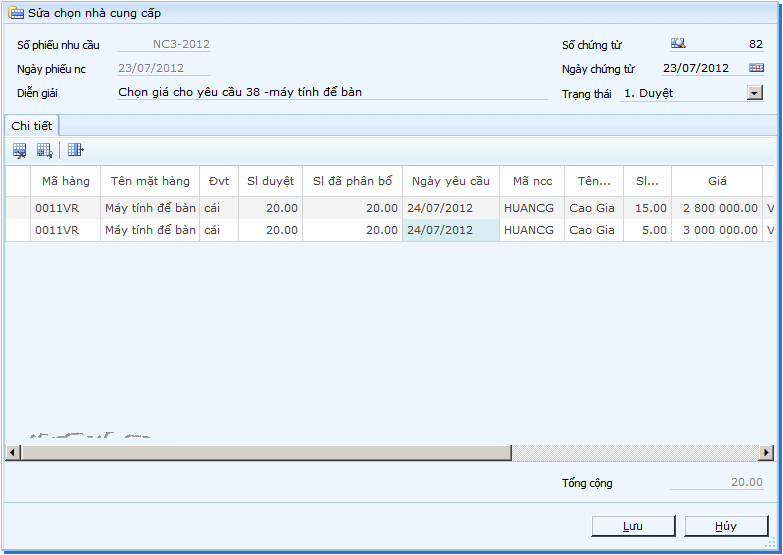 Sửa chọn nhà cung cấp
Số phiếu nhu cầu NC3-2012 Số chứng từ 82
Ngày phiếu nc 23/07/2012 Ngày chứng từ 23/07/2012
Diễn giải Chọn giá cho yêu cầu 38 -máy tính để bàn Trạng thái 1. Duyệt
Chi tiết
Mã hàng Tên mặt hàng Đvt Sl duyệt Sl đã phân bổ Ngày yêu cầu Mã ncc Tên... Sl... Giá
0011VR Máy tính để bàn cái 20.00 20.00 24/07/2012 HUANCG Cao Gia 15.00 2 800 000.00 V
0011VR Máy tính để bàn cái 20.00 20.00 24/07/2012 HUANCG Cao Gia 5.00 3 000 000.00 V
Tổng cộng 20.00
Lưu Hủy